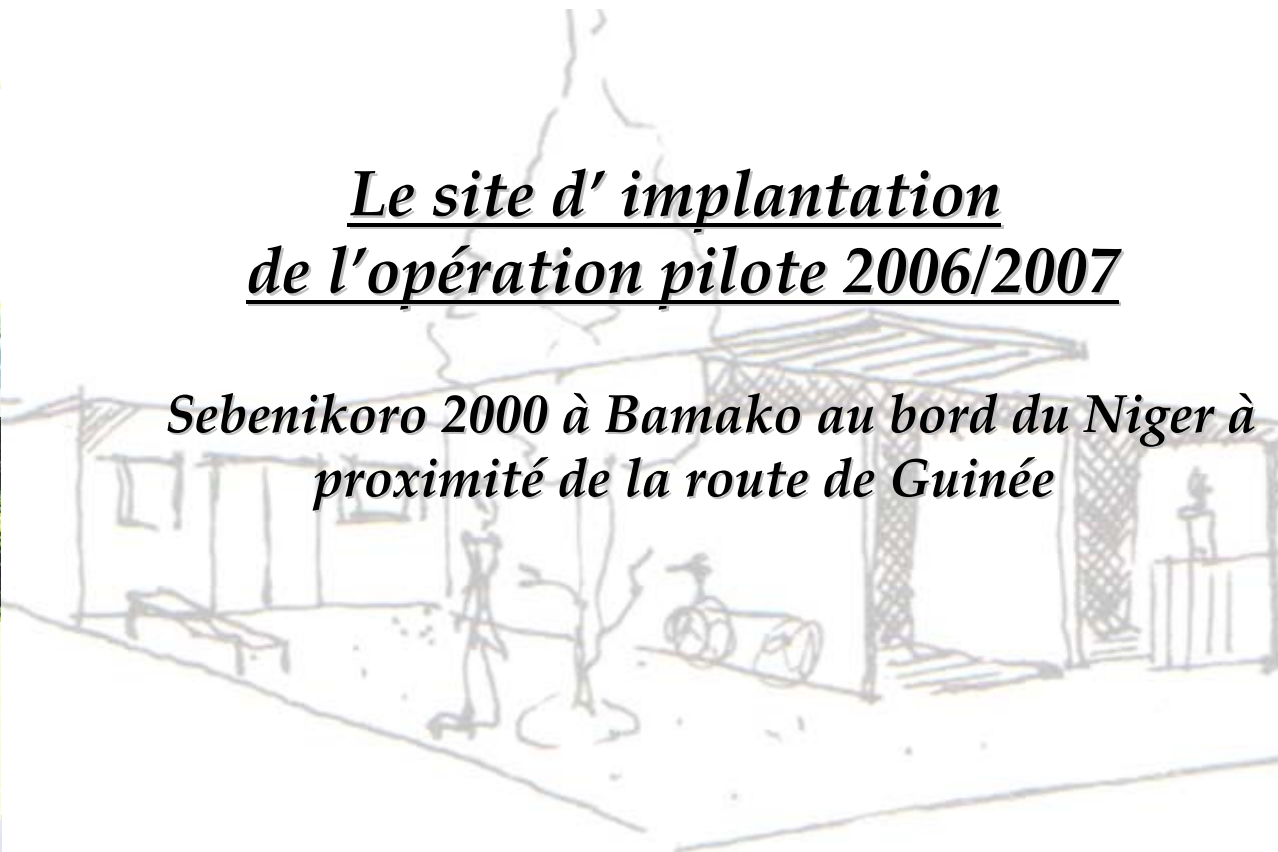 Le site d’ implantation
de l’opération pilote 2006/2007
Sebenikoro 2000 à Bamako au bord du Niger à
proximité de la route de Guinée